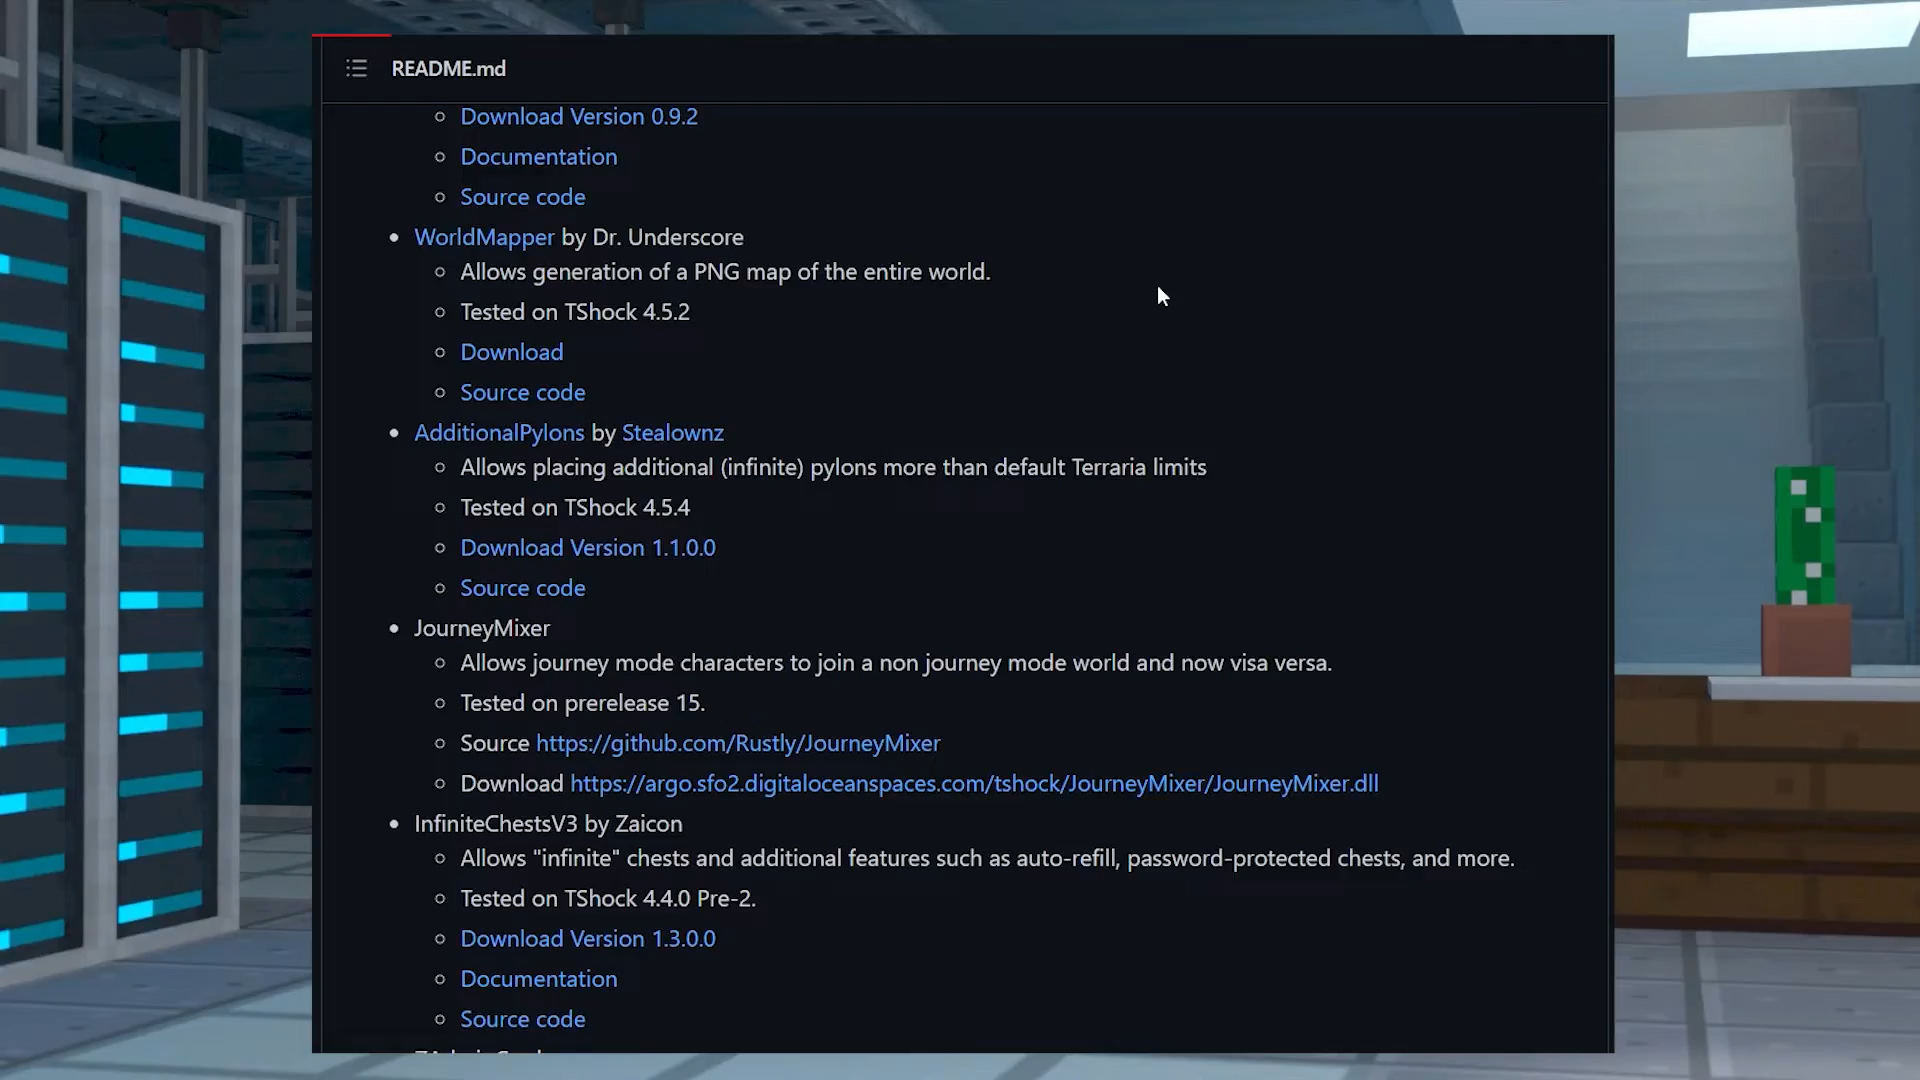 README.md
Download Version 0.9.2
Documentation
Source code
WorldMapper by Dr. Underscore
Allows generation of a PNG map of the entire world.
Tested on TShock 4.5.2
Download
Source code
AdditionalPylons by Stealownz
Allows placing additional (infinite) pylons more than default Terraria limits
Tested on TShock 4.5.4
Download Version 1.1.0.0
Source code
JourneyMixer
Allows journey mode characters to join a non journey mode world and now visa versa.
Tested on prerelease 15.
Source https://github.com/Rustly/JourneyMixer
Download https://argo.sfo2.digitaloceanspaces.com/tshock/JourneyMixer/JourneyMixer.dll
InfiniteChestsV3 by Zaicon
Allows "infinite" chests and additional features such as auto-refill, password-protected chests, and more.
Tested on TShock 4.4.0 Pre-2.
Download Version 1.3.0.0
Documentation
Source code